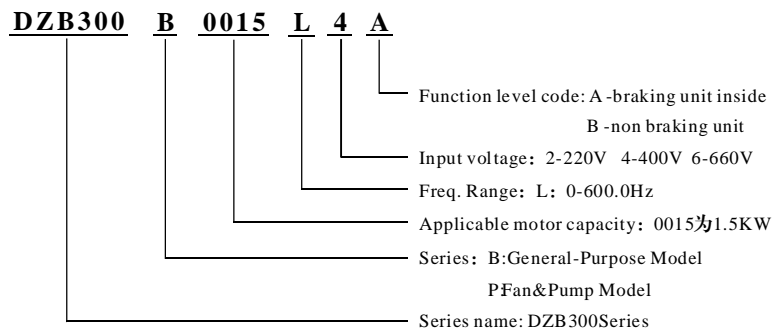 DZB300 B 0015 L 4 A
Function level code: A -braking unit inside
B -non braking unit
Input voltage: 2-220V 4-400V 6-660V
Freq. Range: L: 0-600.0Hz
Applicable motor capacity: 0015为1.5KW
Series: B:General-Purpose Model
P:Fan&Pump Model
Series name: DZB300Series